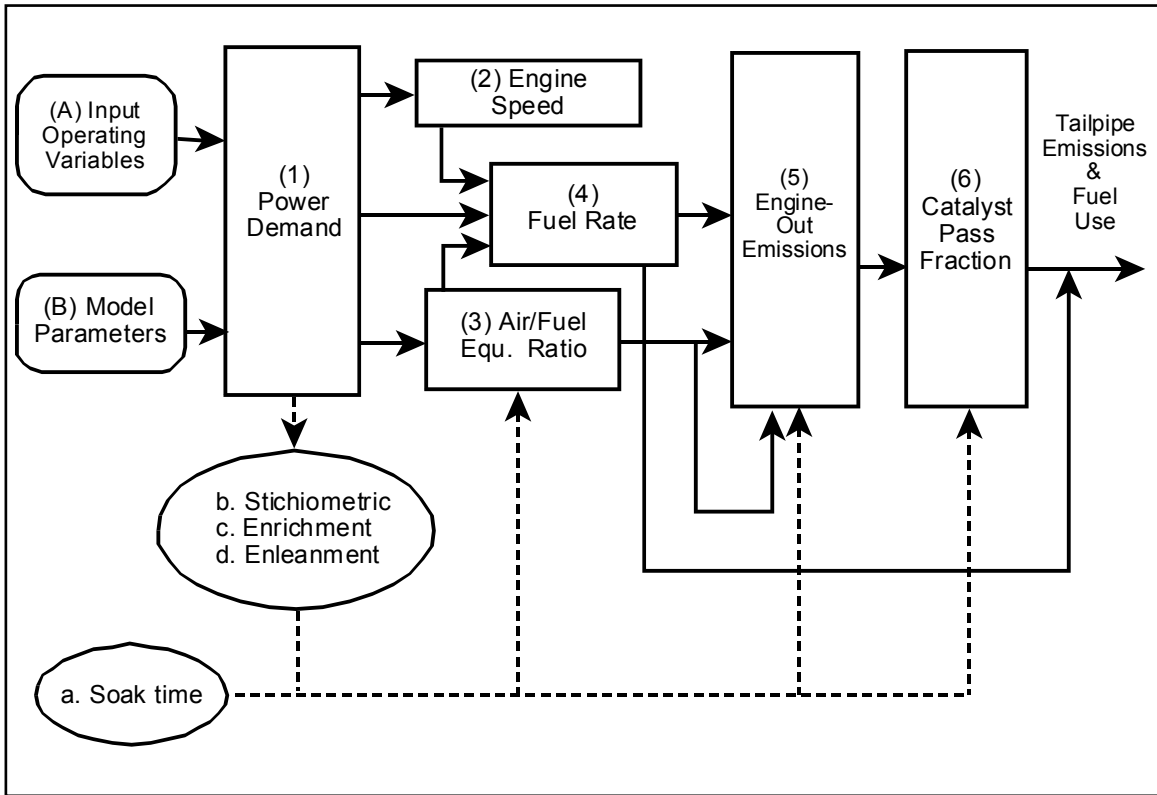 (A) Input
Operating
Variables
(B) Model
Parameters
(1)
Power
Demand
(2) Engine
Speed
(4)
Fuel Rate
(3) Air/Fuel
Equ. Ratio
(5)
Engine-
Out
Emissions
(6)
Catalyst
Pass
Fraction
Tailpipe
Emissions
&
Fuel
Use
b. Stichiometric
c. Enrichment
d. Enleanment
a. Soak time